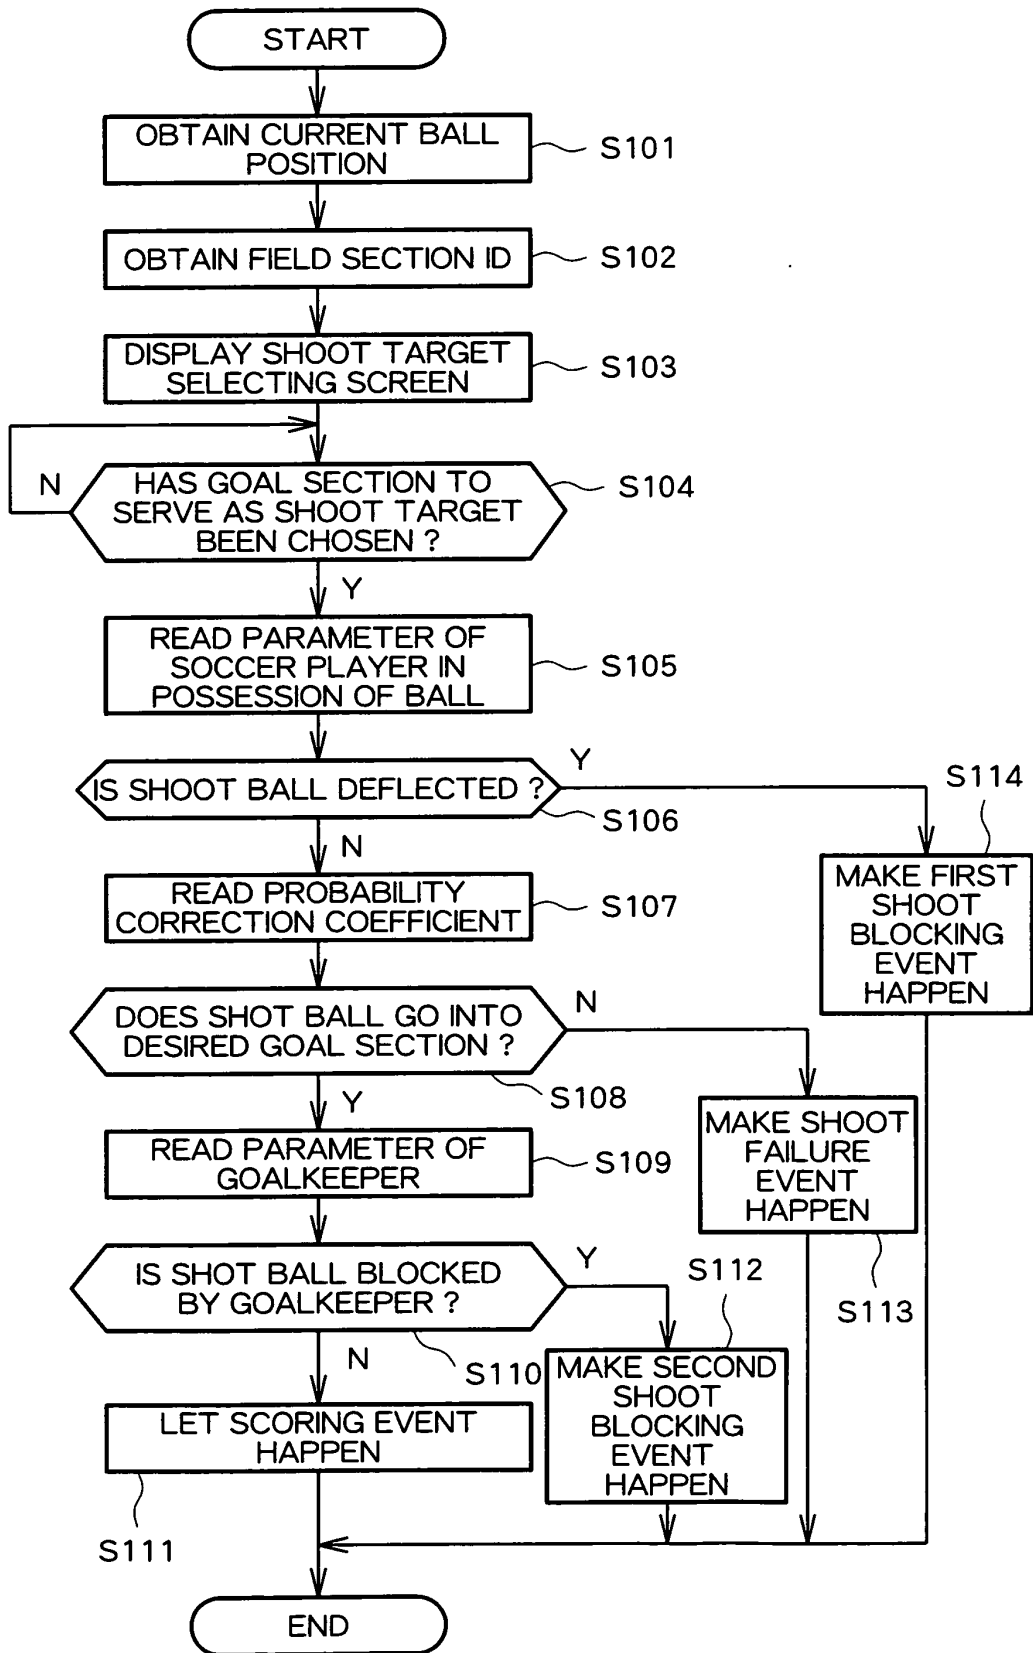 START
OBTAIN CURRENT BALL
POSITION
S101
OBTAIN FIELD SECTION ID
S102
DISPLAY SHOOT TARGET
SELECTING SCREEN
S103
N
HAS GOAL SECTION TO
SERVE AS SHOOT TARGET
BEEN CHOSEN ?
S104
Y
READ PARAMETER OF
SOCCER PLAYER IN
POSSESSION OF BALL
S105
IS SHOOT BALL DEFLECTED ?
Y
S106
S114
MAKE FIRST
SHOOT
BLOCKING
EVENT
HAPPEN
N
READ PROBABILITY
CORRECTION COEFFICIENT
S107
DOES SHOT BALL GO INTO
DESIRED GOAL SECTION ?
N
S108
Y
MAKE SHOOT
FAILURE
EVENT
HAPPEN
S113
READ PARAMETER OF
GOALKEEPER
S109
IS SHOT BALL BLOCKED
BY GOALKEEPER ?
Y
S112
S110
N
MAKE SECOND
SHOOT
BLOCKING
EVENT
HAPPEN
LET SCORING EVENT
HAPPEN
S111
END